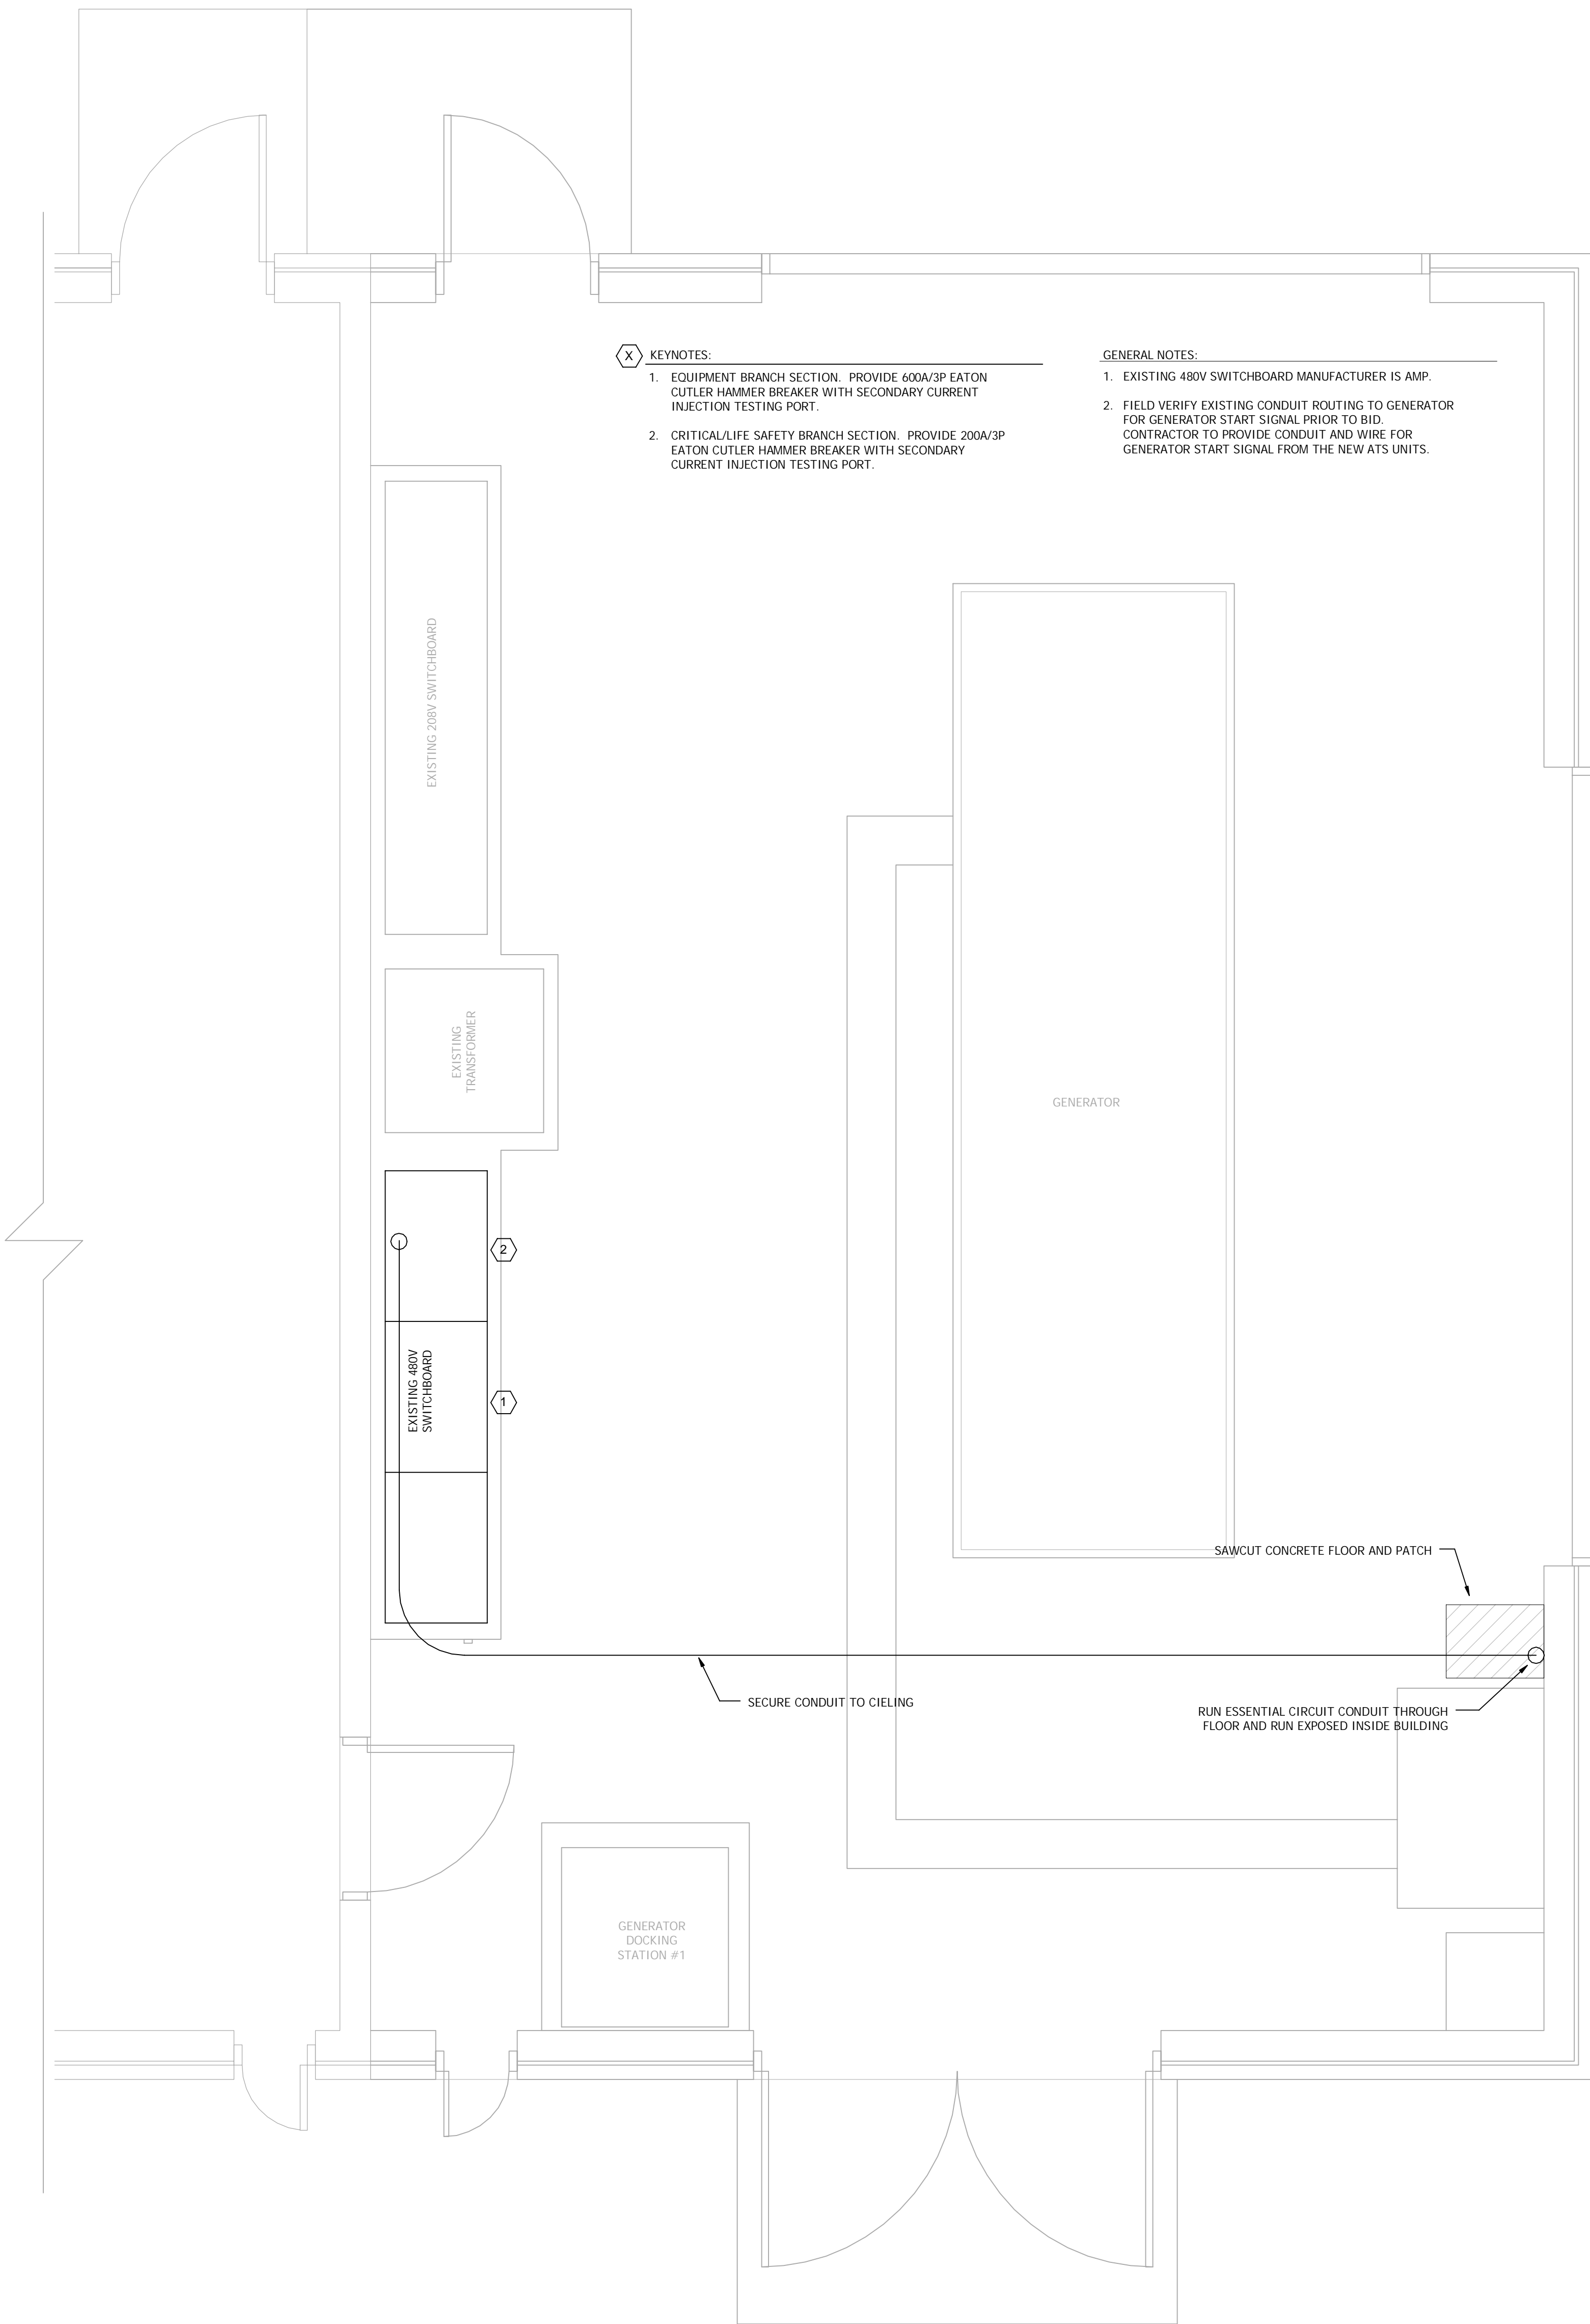 X KEYNOTES:
1. EQUIPMENT BRANCH SECTION. PROVIDE 600A/3P EATON
CUTLER HAMMER BREAKER WITH SECONDARY CURRENT
INJECTION TESTING PORT.
2. CRITICAL/LIFE SAFETY BRANCH SECTION. PROVIDE 200A/3P
EATON CUTLER HAMMER BREAKER WITH SECONDARY
CURRENT INJECTION TESTING PORT.
GENERAL NOTES:
1. EXISTING 480V SWITCHBOARD MANUFACTURER IS AMP.
2. FIELD VERIFY EXISTING CONDUIT ROUTING TO GENERATOR
FOR GENERATOR START SIGNAL PRIOR TO BID.
CONTRACTOR TO PROVIDE CONDUIT AND WIRE FOR
GENERATOR START SIGNAL FROM THE NEW ATS UNITS.
EXISTING 208V SWITCHBOARD
EXISTING
TRANSFORMER
GENERATOR
2
EXISTING 480V
SWITCHBOARD
1
SAWCUT CONCRETE FLOOR AND PATCH
SECURE CONDUIT TO CIELING
RUN ESSENTIAL CIRCUIT CONDUIT THROUGH
FLOOR AND RUN EXPOSED INSIDE BUILDING
GENERATOR
DOCKING
STATION #1